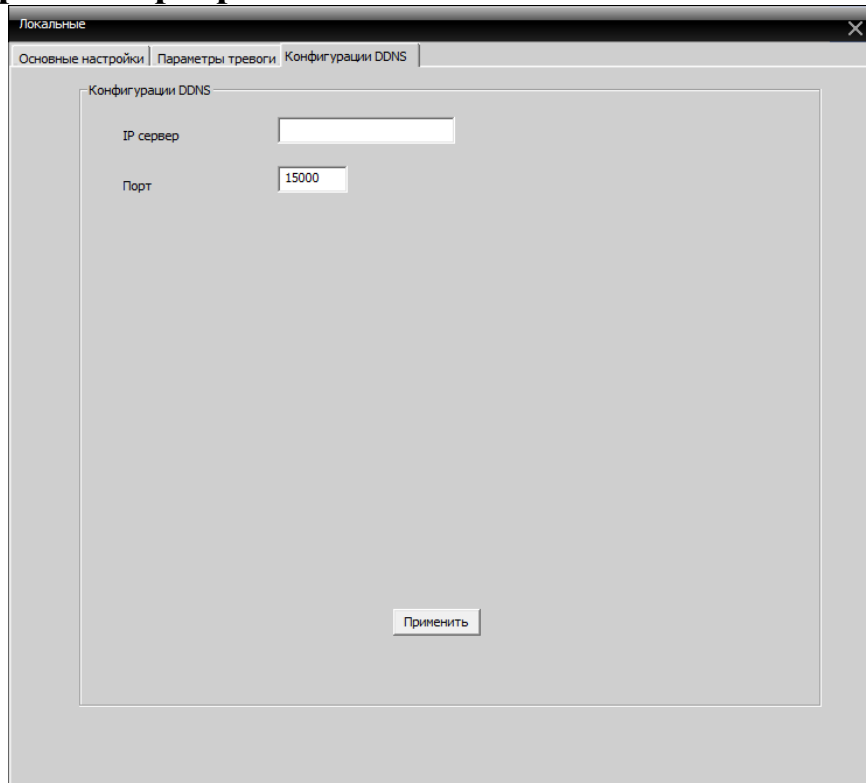 Локальные
Основные настройки Параметры тревоги Конфигурации DDNS
Конфигурации DDNS
IP сервер
Порт 15000
Применить